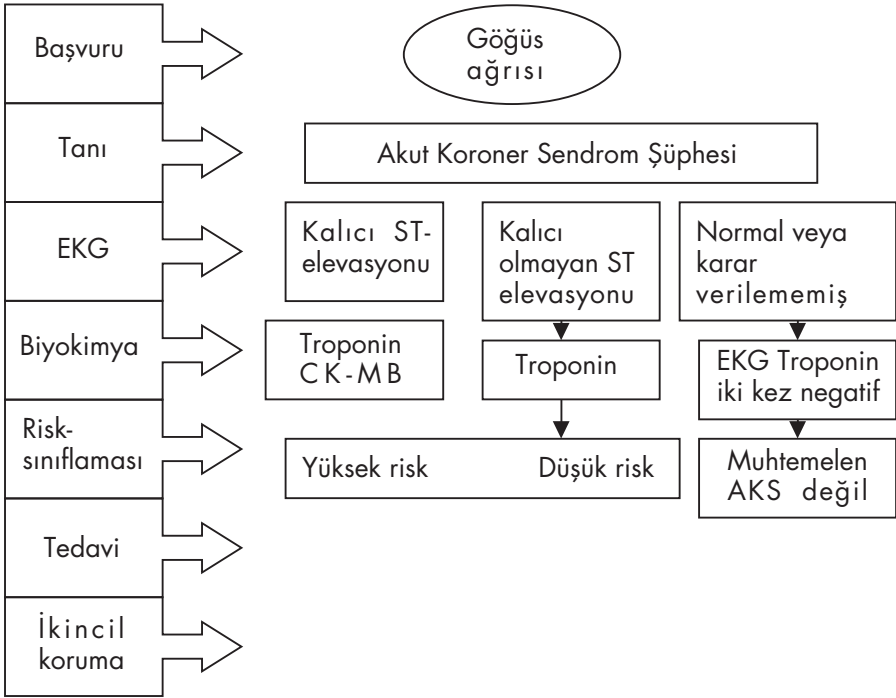 Başvuru
Göğüs
ağrısı
Tanı
Akut Koroner Sendrom Şüphesi
EKG
Kalıcı ST-
elevasyonu
Kalıcı
olmayan ST
elevasyonu
Normal veya
karar
verilememiş
Biyokimya
Troponin
CK-MB
Troponin
EKG Troponin
iki kez negatif
Risk-
sınıflaması
Yüksek risk
Düşük risk
Muhtemelen
AKS değil
Tedavi
İkincil
koruma